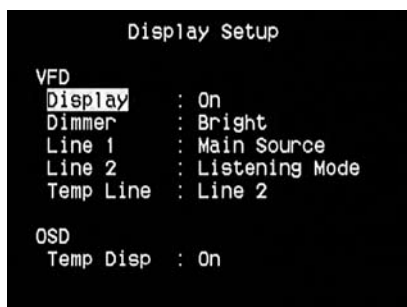 Display Setup
VFD
Display : On
Dimmer : Bright
Line 1 : Main Source
Line 2 : Listening Mode
Temp Line : Line 2
OSD
Temp Disp : On